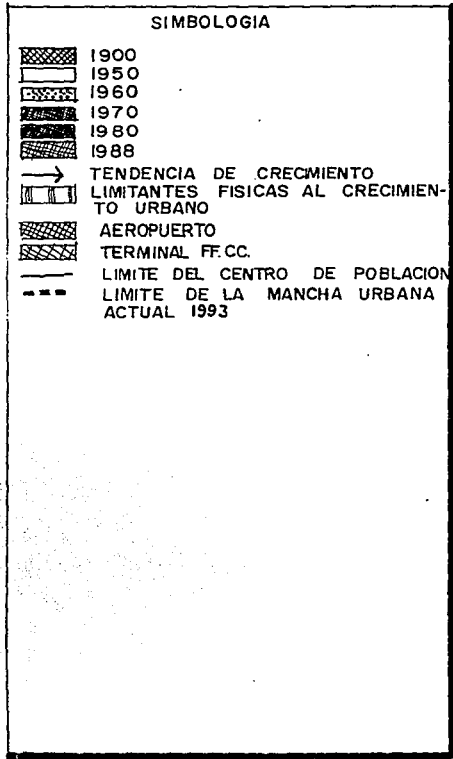 SIMBOLOGIA
1900
1950
1960
1970
1980
1988
TENDENCIA DE CRECIMIENTO
LIMITANTES FISICAS AL CRECIMIEN-
TO URBANO
AEROPUERTO
TERMINAL FF.CC.
LIMITE DEL CENTRO DE POBLACION
LIMITE DE LA MANCHA URBANA
ACTUAL 1993